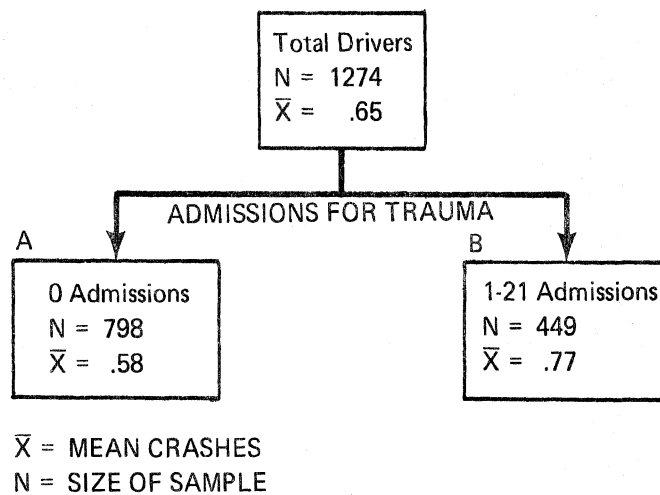 Total Drivers
N = 1274
X̄ = .65
ADMISSIONS FOR TRAUMA
A
0 Admissions
N = 798
X̄ = .58
B
1-21 Admissions
N = 449
X̄ = .77
X̄ = MEAN CRASHES
N = SIZE OF SAMPLE